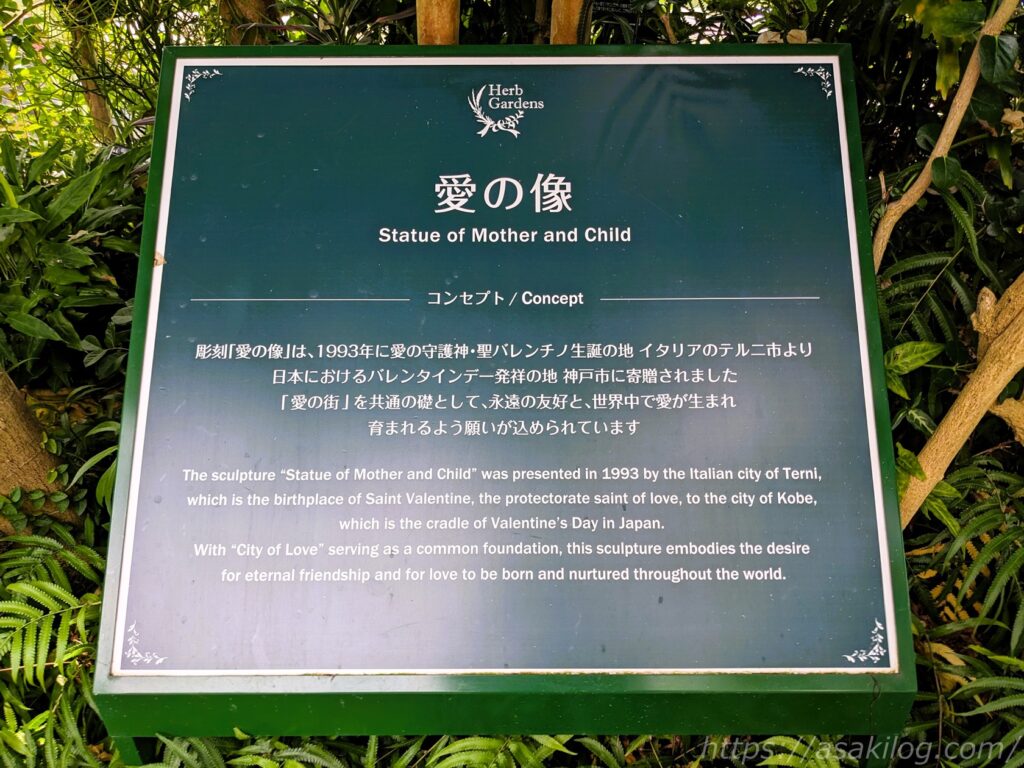 Herb
Gardens
愛の像
Statue of Mother and Child
コンセプト / Concept
彫刻「愛の像」は、1993年に愛の守護神・聖バレンチノ生誕の地 イタリアのテルニ市より
日本におけるバレンタインデー発祥の地 神戸市に寄贈されました
「愛の街」を共通の礎として、永遠の友好と、世界中で愛が生まれ
育まれるよう願いが込められています
The sculpture “Statue of Mother and Child” was presented in 1993 by the Italian city of Terni,
which is the birthplace of Saint Valentine, the protectorate saint of love, to the city of Kobe,
which is the cradle of Valentine’s Day in Japan.
With “City of Love” serving as a common foundation, this sculpture embodies the desire
for eternal friendship and for love to be born and nurtured throughout the world.
https://asakilog.com/